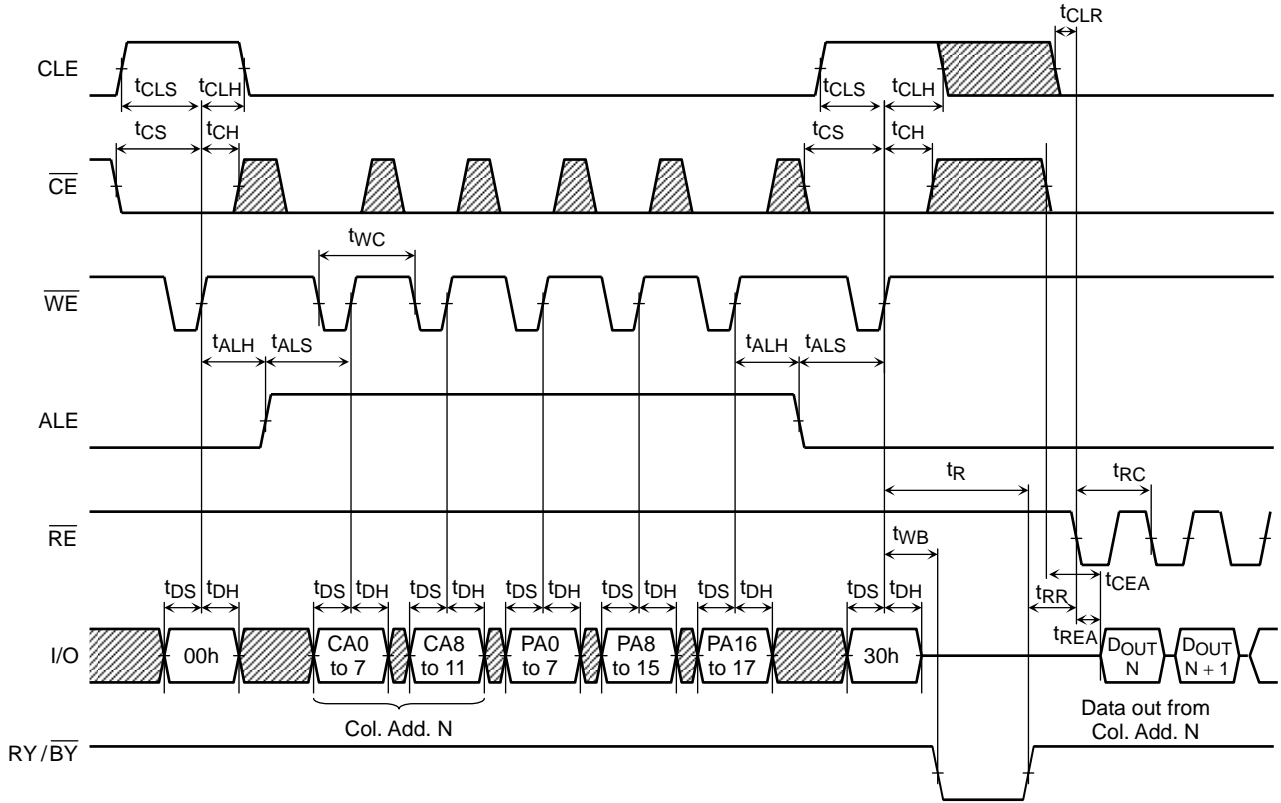 tCLR
CLE
tCLS tCLH tCLS tCLH
tCS tCH tCS tCH
CE
tWC
WE
tALH tALS tALH tALS
ALE
tR
tRC
RE
tWB
tCEA
tDS tDH tDS tDH tDS tDH tDS tDH tDS tDH tDS tDH tDS tDH
tRR
tREA
I/O
00h
CA0
to 7
CA8
to 11
PA0
to 7
PA8
to 15
PA16
to 17
30h
DOUT
N
DOUT
N + 1
Col. Add. N
Data out from
Col. Add. N
RY/BY